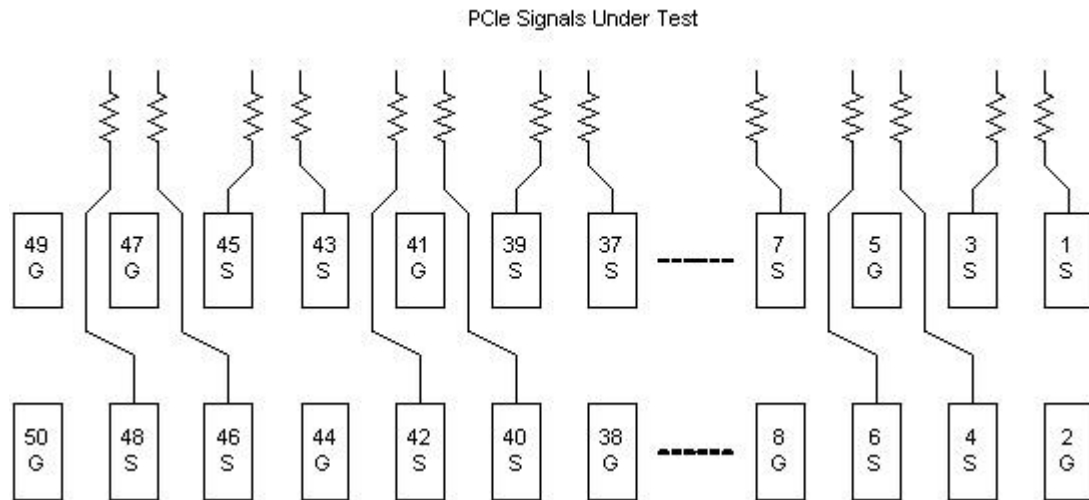 PCIe Signals Under Test
49 47 45 43 41 39 37 7 5 3 1
G G S S G S S S G S S
50 48 46 44 42 40 38 8 6 4 2
G S S G S S G G S S G